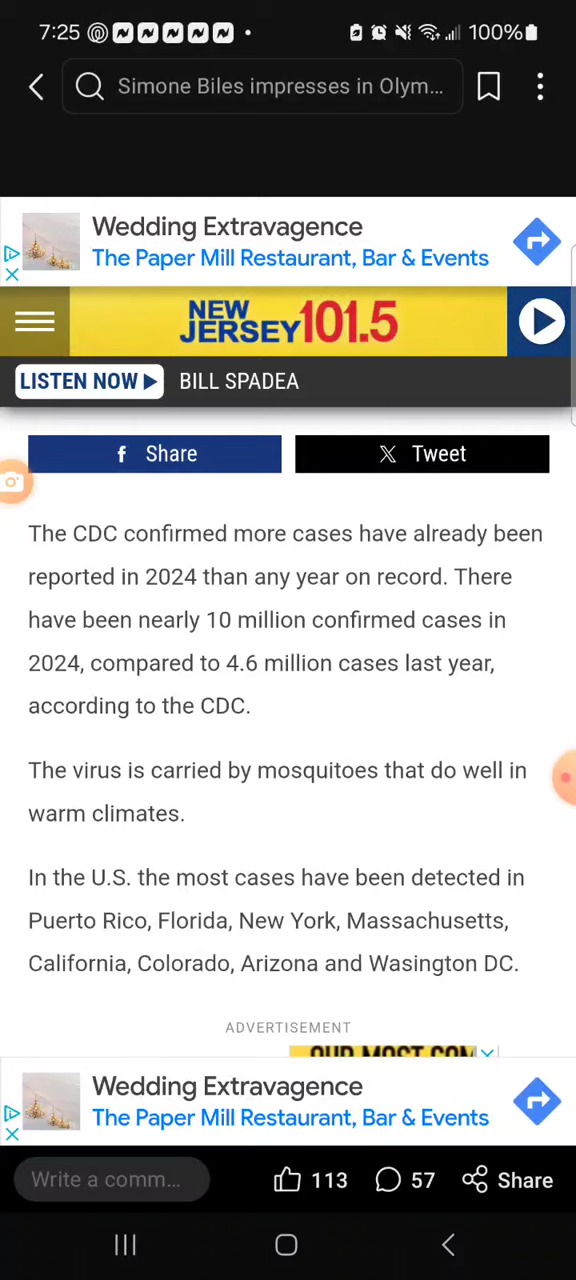 7:25 100%
Simone Biles impresses in Olym...
Wedding Extravagence
The Paper Mill Restaurant, Bar & Events
NEW JERSEY 101.5
LISTEN NOW BILL SPADEA
Share Tweet
The CDC confirmed more cases have already been
reported in 2024 than any year on record. There
have been nearly 10 million confirmed cases in
2024, compared to 4.6 million cases last year,
according to the CDC.
The virus is carried by mosquitoes that do well in
warm climates.
In the U.S. the most cases have been detected in
Puerto Rico, Florida, New York, Massachusetts,
California, Colorado, Arizona and Wasington DC.
ADVERTISEMENT
OUR MOST COM
Wedding Extravagence
The Paper Mill Restaurant, Bar & Events
Write a comm... 113 57 Share